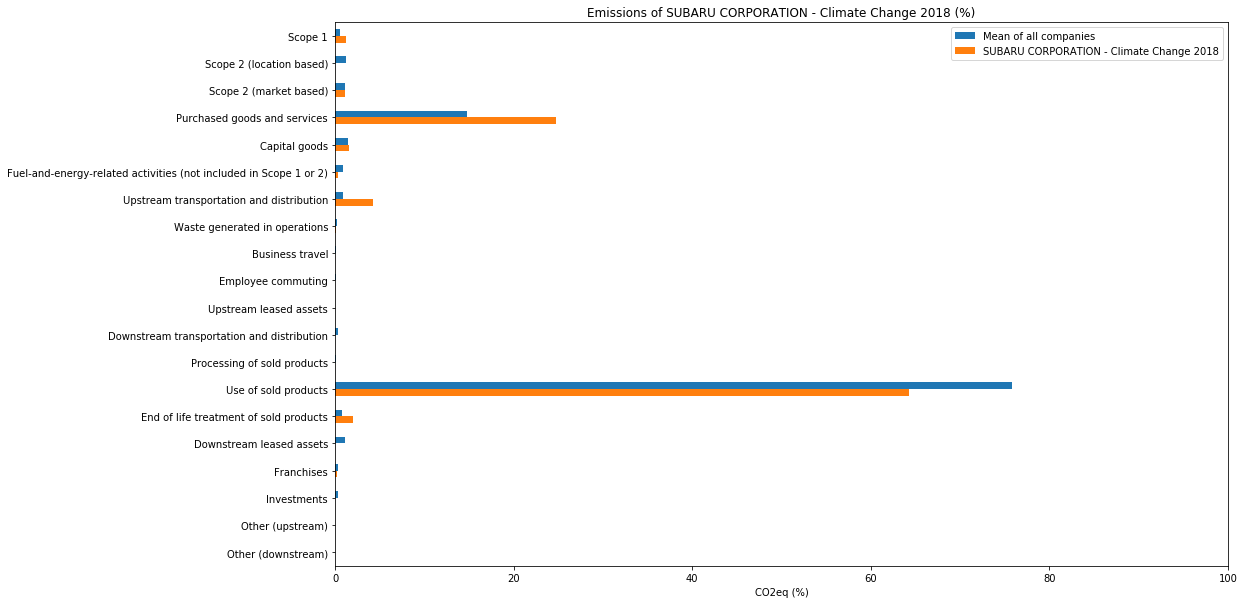 Emissions of SUBARU CORPORATION - Climate Change 2018 (%)
Mean of all companies
SUBARU CORPORATION - Climate Change 2018
Scope 1
Scope 2 (location based)
Scope 2 (market based)
Purchased goods and services
Capital goods
Fuel-and-energy-related activities (not included in Scope 1 or 2)
Upstream transportation and distribution
Waste generated in operations
Business travel
Employee commuting
Upstream leased assets
Downstream transportation and distribution
Processing of sold products
Use of sold products
End of life treatment of sold products
Downstream leased assets
Franchises
Investments
Other (upstream)
Other (downstream)
0 20 40 60 80 100
CO2eq (%)